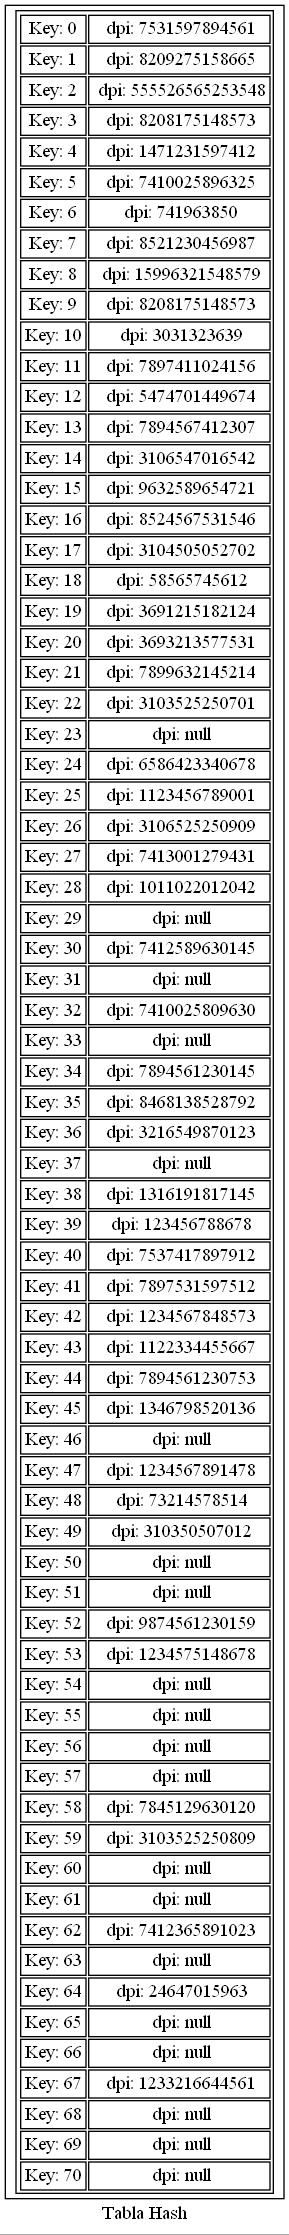 Key: 0 dpi: 7531597894561
Key: 1 dpi: 8209275158665
Key: 2 dpi: 555526565253548
Key: 3 dpi: 8208175148573
Key: 4 dpi: 1471231597412
Key: 5 dpi: 7410025896325
Key: 6 dpi: 741963850
Key: 7 dpi: 8521230456987
Key: 8 dpi: 15996321548579
Key: 9 dpi: 8208175148573
Key: 10 dpi: 3031323639
Key: 11 dpi: 7897411024156
Key: 12 dpi: 5474701449674
Key: 13 dpi: 7894567412307
Key: 14 dpi: 3106547016542
Key: 15 dpi: 9632589654721
Key: 16 dpi: 8524567531546
Key: 17 dpi: 3104505052702
Key: 18 dpi: 58565745612
Key: 19 dpi: 3691215182124
Key: 20 dpi: 3693213577531
Key: 21 dpi: 7899632145214
Key: 22 dpi: 3103525250701
Key: 23 dpi: null
Key: 24 dpi: 6586423340678
Key: 25 dpi: 1123456789001
Key: 26 dpi: 3106525250909
Key: 27 dpi: 7413001279431
Key: 28 dpi: 1011022012042
Key: 29 dpi: null
Key: 30 dpi: 7412589630145
Key: 31 dpi: null
Key: 32 dpi: 7410025809630
Key: 33 dpi: null
Key: 34 dpi: 7894561230145
Key: 35 dpi: 8468138528792
Key: 36 dpi: 3216549870123
Key: 37 dpi: null
Key: 38 dpi: 1316191817145
Key: 39 dpi: 123456788678
Key: 40 dpi: 7537417897912
Key: 41 dpi: 7897531597512
Key: 42 dpi: 1234567848573
Key: 43 dpi: 1122334455667
Key: 44 dpi: 7894561230753
Key: 45 dpi: 1346798520136
Key: 46 dpi: null
Key: 47 dpi: 1234567891478
Key: 48 dpi: 73214578514
Key: 49 dpi: 310350507012
Key: 50 dpi: null
Key: 51 dpi: null
Key: 52 dpi: 9874561230159
Key: 53 dpi: 1234575148678
Key: 54 dpi: null
Key: 55 dpi: null
Key: 56 dpi: null
Key: 57 dpi: null
Key: 58 dpi: 7845129630120
Key: 59 dpi: 3103525250809
Key: 60 dpi: null
Key: 61 dpi: null
Key: 62 dpi: 7412365891023
Key: 63 dpi: null
Key: 64 dpi: 24647015963
Key: 65 dpi: null
Key: 66 dpi: null
Key: 67 dpi: 1233216644561
Key: 68 dpi: null
Key: 69 dpi: null
Key: 70 dpi: null
Tabla Hash